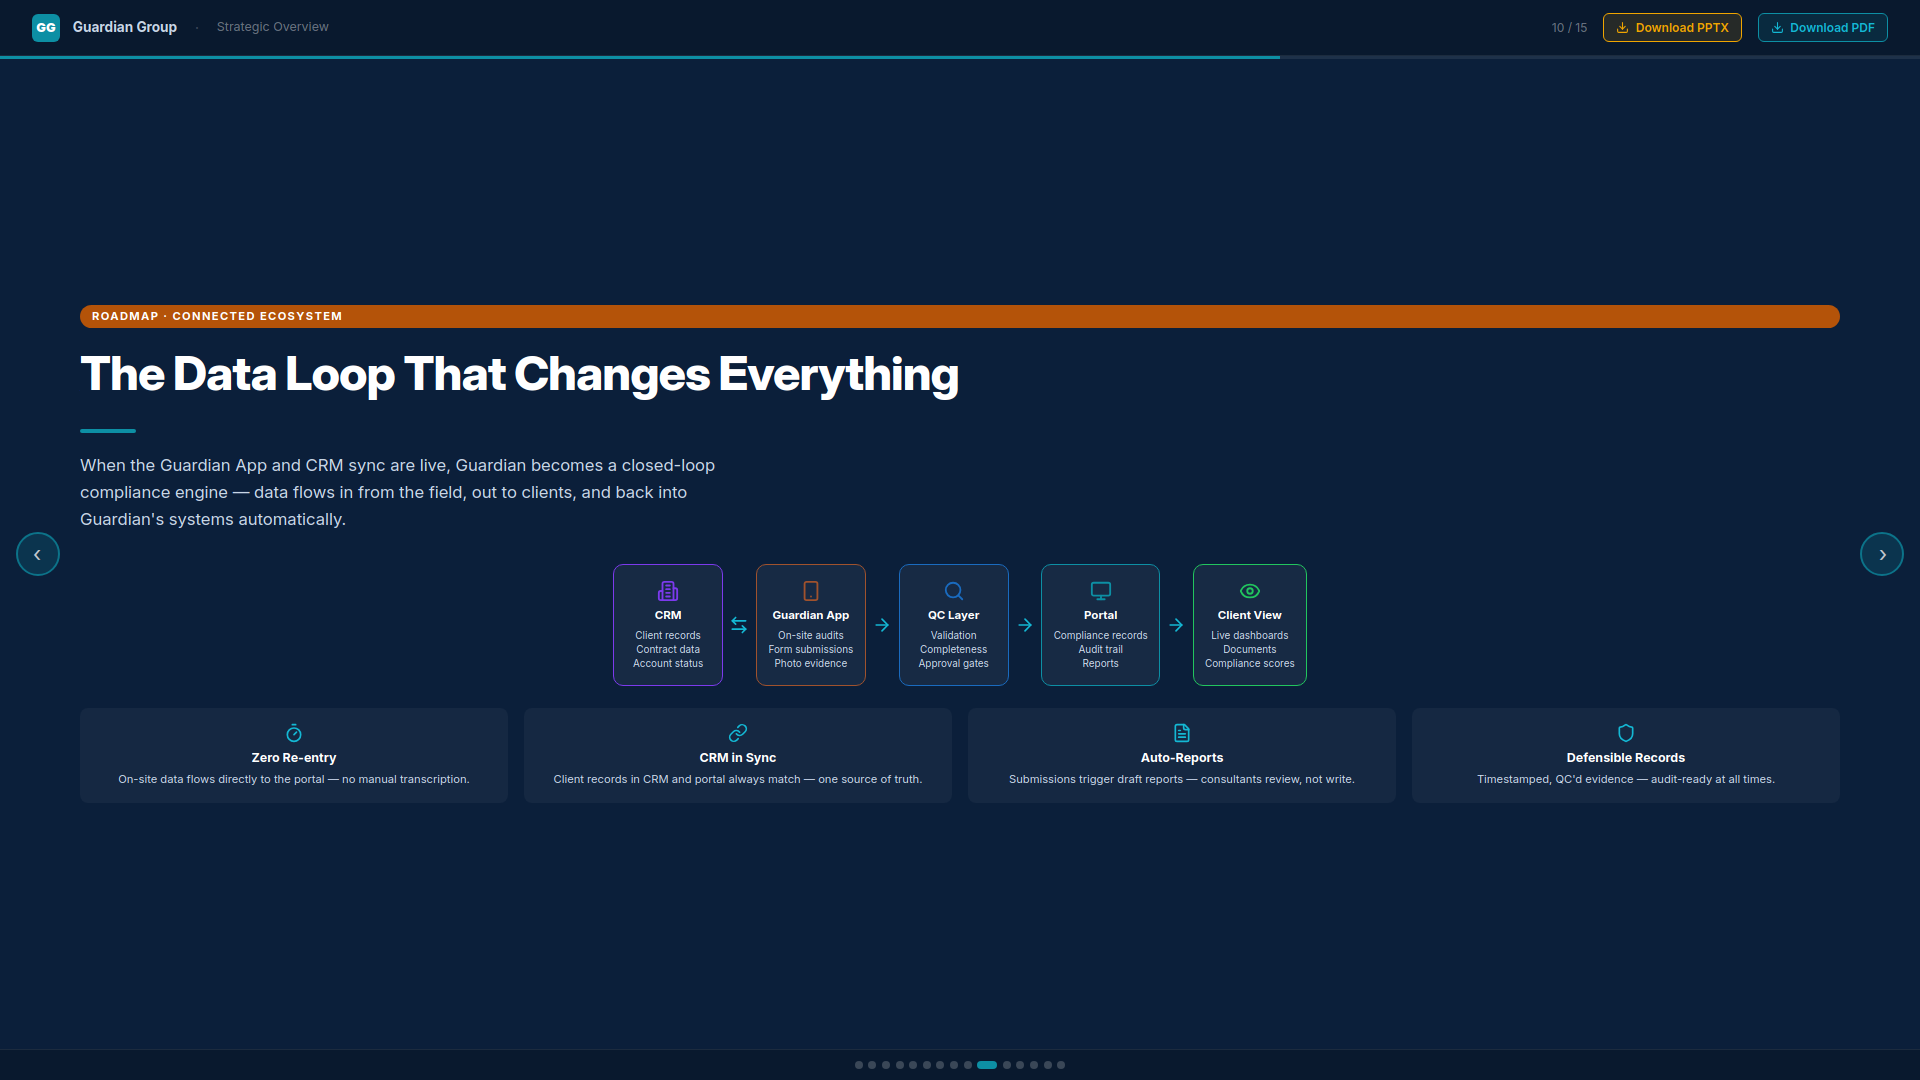 GG Guardian Group · Strategic Overview
10 / 15
Download PPTX
Download PDF
ROADMAP · CONNECTED ECOSYSTEM
The Data Loop That Changes Everything
When the Guardian App and CRM sync are live, Guardian becomes a closed-loop
compliance engine — data flows in from the field, out to clients, and back into
Guardian's systems automatically.
CRM
Client records
Contract data
Account status
Guardian App
On-site audits
Form submissions
Photo evidence
QC Layer
Validation
Completeness
Approval gates
Portal
Compliance records
Audit trail
Reports
Client View
Live dashboards
Documents
Compliance scores
Zero Re-entry
On-site data flows directly to the portal — no manual transcription.
CRM in Sync
Client records in CRM and portal always match — one source of truth.
Auto-Reports
Submissions trigger draft reports — consultants review, not write.
Defensible Records
Timestamped, QC'd evidence — audit-ready at all times.